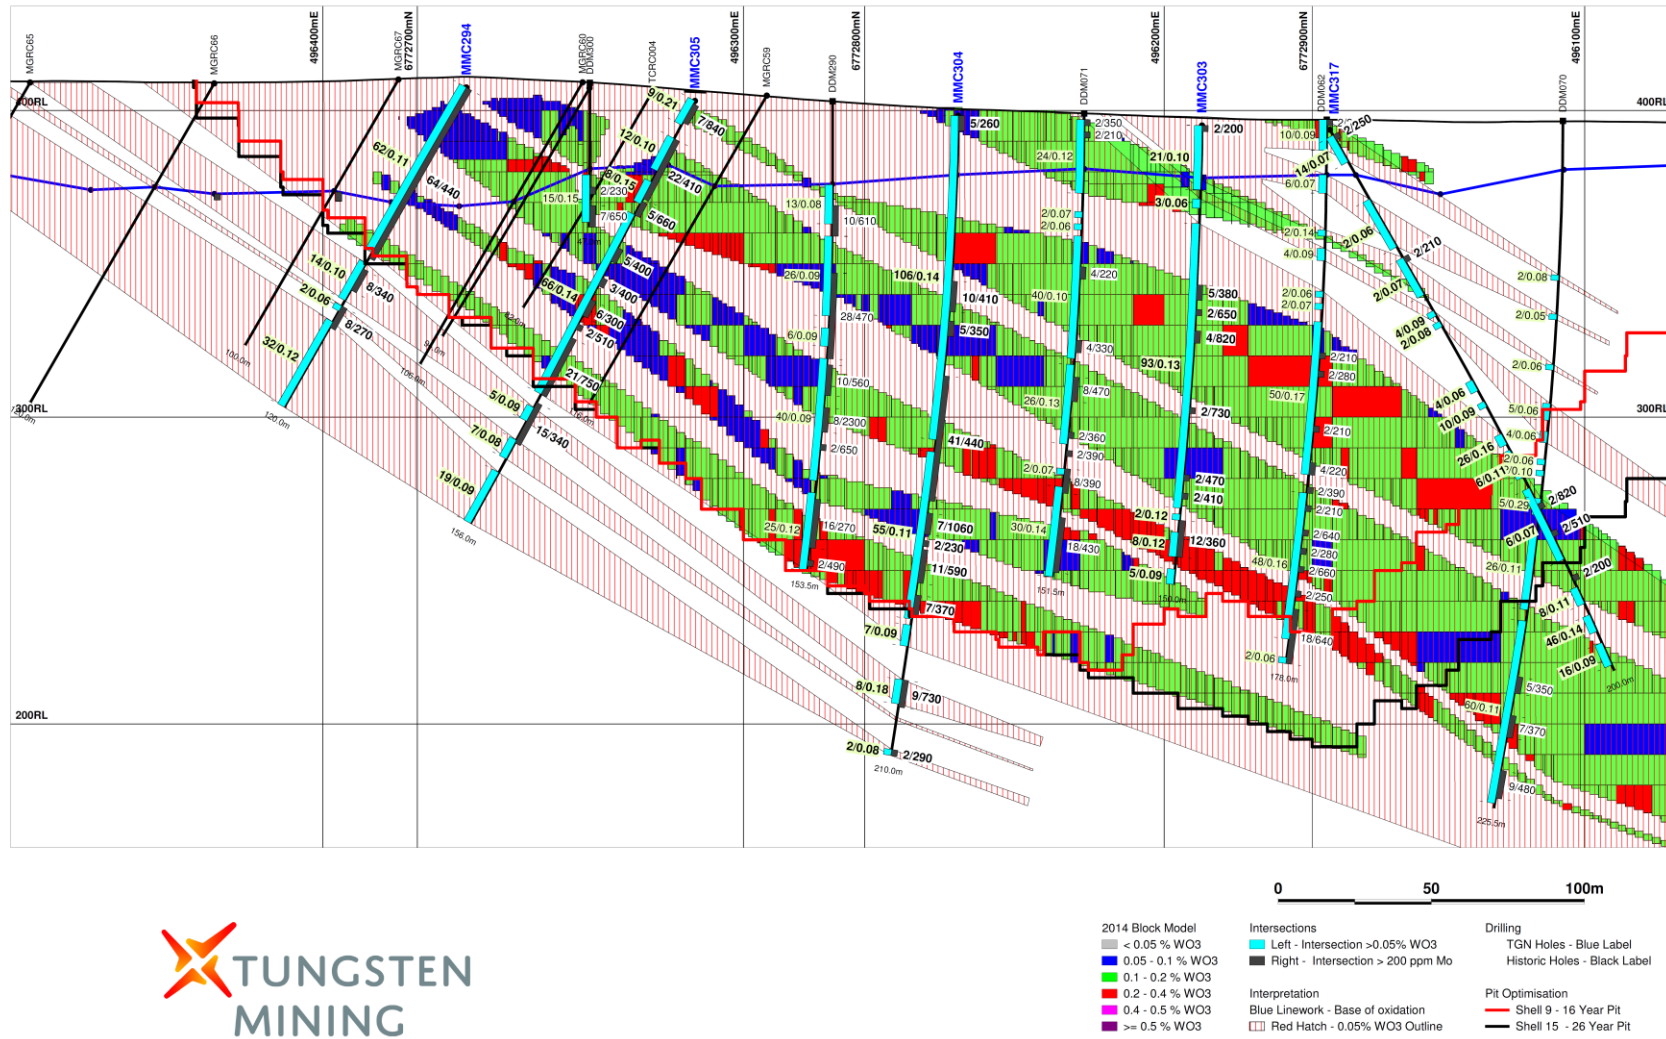 MGRC65
MGRC66
496400mE
MGRC67
6772700mN
MMC294
MGRC60
DDM300
TCRC004
MMC305
496300mE
MGRC59
DDM290
6772800mN
MMC304
DDM071
496200mE
MMC303
6772900mN
DDM062
MMC317
DDM070
496100mE
400RL
400RL
300RL
300RL
200RL
200RL
62/0.11
64/440
14/0.10
8/340
2/0.06
8/270
32/0.12
100.0m
120.0m
9/0.21
7/840
12/0.10
8/0.15
22/410
2/230
15/0.15
7/650
5/660
5/400
66/0.14
3/400
6/300
2/510
21/750
5/0.09
15/340
7/0.08
19/0.09
106.0m
116.0m
156.0m
13/0.08
10/610
26/0.09
28/470
6/0.09
10/560
40/0.09
8/2300
2/650
25/0.12
16/270
2/490
153.5m
5/260
106/0.14
10/410
5/350
41/440
55/0.11
7/1060
2/230
11/590
7/370
7/0.09
8/0.18
9/730
2/0.08
2/290
210.0m
2/350
2/210
24/0.12
2/0.07
2/0.06
4/220
40/0.10
4/330
8/470
26/0.13
2/360
2/390
2/0.07
8/390
30/0.14
18/430
151.5m
2/200
21/0.10
3/0.06
5/380
2/650
4/820
93/0.13
2/730
2/470
2/410
2/0.12
8/0.12
12/360
5/0.09
150.0m
10/0.09
2/250
14/0.07
6/0.07
2/0.14
4/0.09
2/0.06
2/0.07
2/210
2/280
50/0.17
2/210
4/220
2/390
2/210
2/640
2/280
48/0.16
2/660
2/250
18/640
2/0.06
178.0m
2/0.06
2/210
2/0.07
4/0.09
2/0.08
4/0.06
10/0.09
26/0.16
6/0.11
2/820
2/510
6/0.07
2/200
8/0.11
46/0.14
16/0.09
200.0m
2/0.08
2/0.05
2/0.06
5/0.06
4/0.06
2/0.06
2/0.10
5/0.29
26/0.11
5/350
60/0.11
7/370
9/480
225.5m
0 50 100m
TUNGSTEN
MINING
2014 Block Model
< 0.05 % WO3
0.05 - 0.1 % WO3
0.1 - 0.2 % WO3
0.2 - 0.4 % WO3
0.4 - 0.5 % WO3
>= 0.5 % WO3
Intersections
Left - Intersection >0.05% WO3
Right - Intersection > 200 ppm Mo
Interpretation
Blue Linework - Base of oxidation
Red Hatch - 0.05% WO3 Outline
Drilling
TGN Holes - Blue Label
Historic Holes - Black Label
Pit Optimisation
Shell 9 - 16 Year Pit
Shell 15 - 26 Year Pit